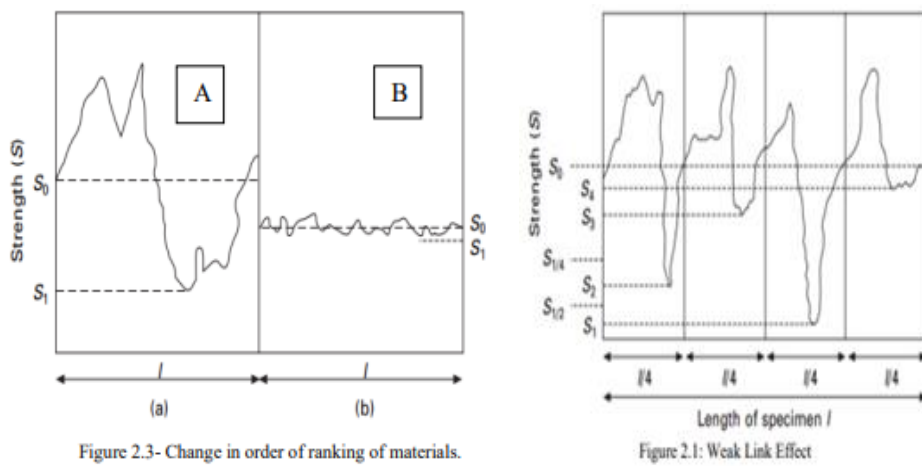 A
B
Strength (S)
S0
S1
S0
S1
l
l
(a)
(b)
Figure 2.3- Change in order of ranking of materials.
Strength (S)
S0
S4
S3
S1/4
S2
S1/2
S1
l/4
l/4
l/4
l/4
Length of specimen l
Figure 2.1: Weak Link Effect